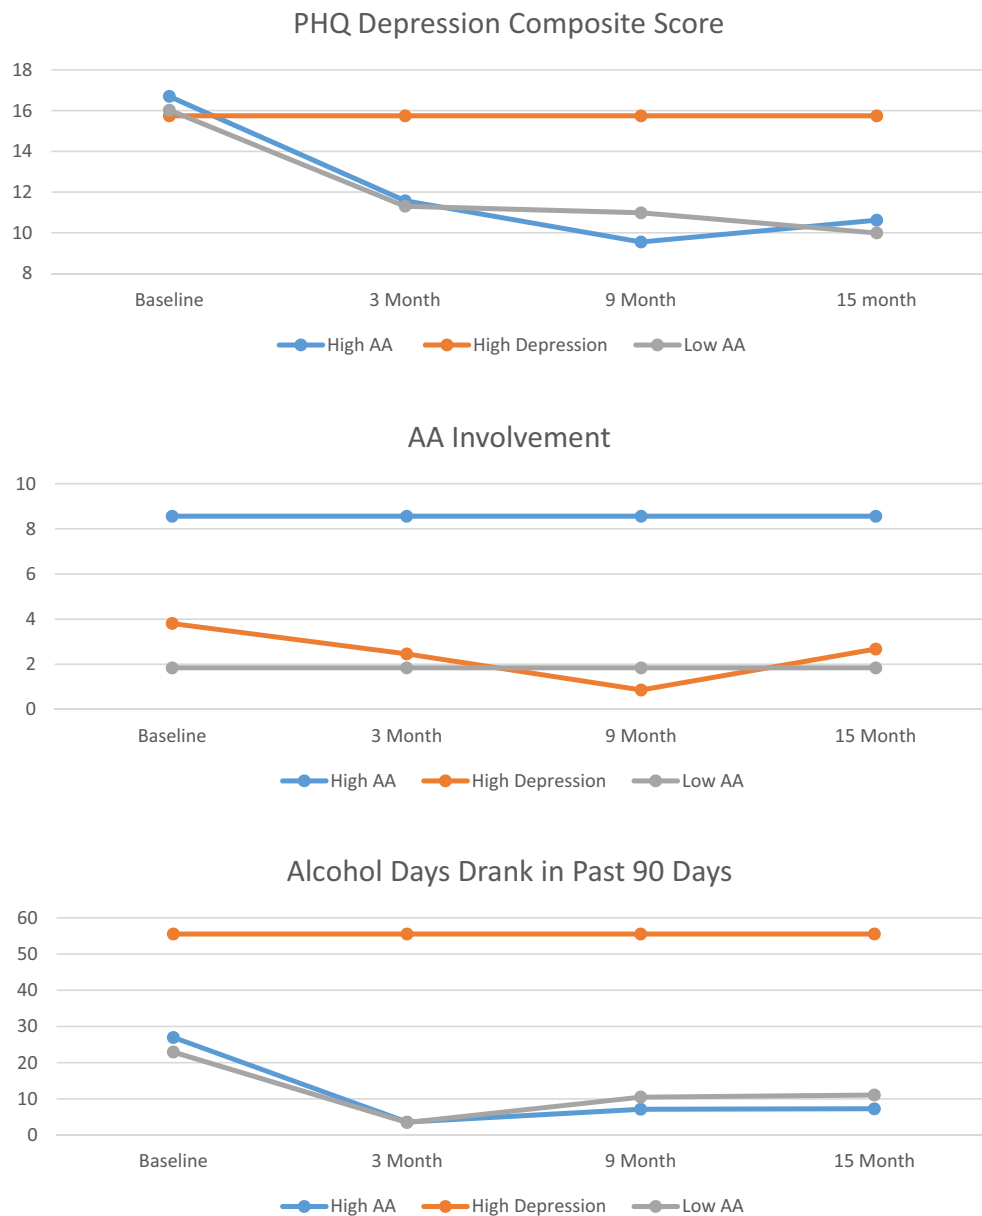 PHQ Depression Composite Score
18
16
14
12
10
8
Baseline 3 Month 9 Month 15 month
High AA High Depression Low AA
AA Involvement
10
8
6
4
2
0
Baseline 3 Month 9 Month 15 Month
High AA High Depression Low AA
Alcohol Days Drank in Past 90 Days
60
50
40
30
20
10
0
Baseline 3 Month 9 Month 15 Month
High AA High Depression Low AA